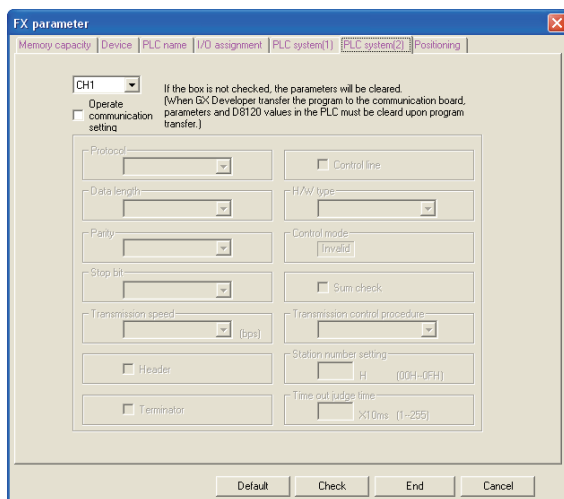 FX parameter
Memory capacity Device PLC name I/O assignment PLC system(1) PLC system(2) Positioning
CH1
If the box is not checked, the parameters will be cleared.
(When GX Developer transfer the program to the communication board,
parameters and D8120 values in the PLC must be cleard upon program
transfer.)
Operate
communication
setting
Protocol
Control line
Data length
H/W type
Parity
Control mode
Invalid
Stop bit
Sum check
Transmission speed
(bps)
Transmission control procedure
Header
Station number setting
H (00H~0FH)
Terminator
Time out judge time
X10ms (1~255)
Default Check End Cancel